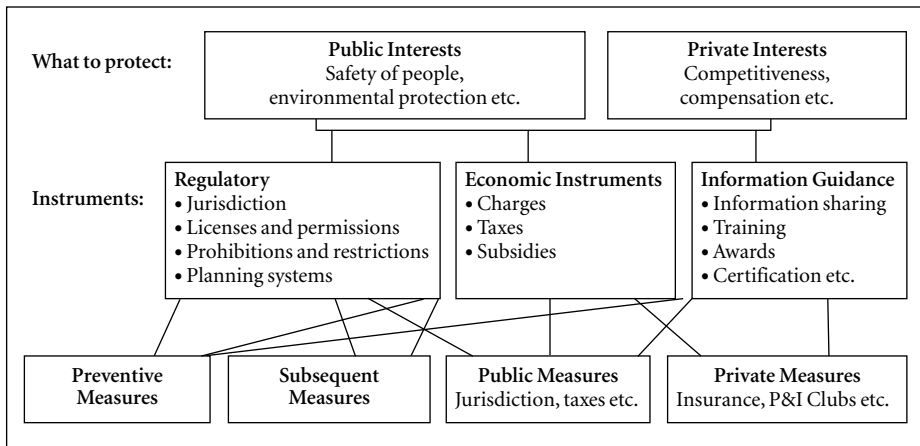 What to protect:
Public Interests
Safety of people,
environmental protection etc.
Private Interests
Competitiveness,
compensation etc.
Instruments:
Regulatory
• Jurisdiction
• Licenses and permissions
• Prohibitions and restrictions
• Planning systems
Economic Instruments
• Charges
• Taxes
• Subsidies
Information Guidance
• Information sharing
• Training
• Awards
• Certification etc.
Preventive
Measures
Subsequent
Measures
Public Measures
Jurisdiction, taxes etc.
Private Measures
Insurance, P&I Clubs etc.